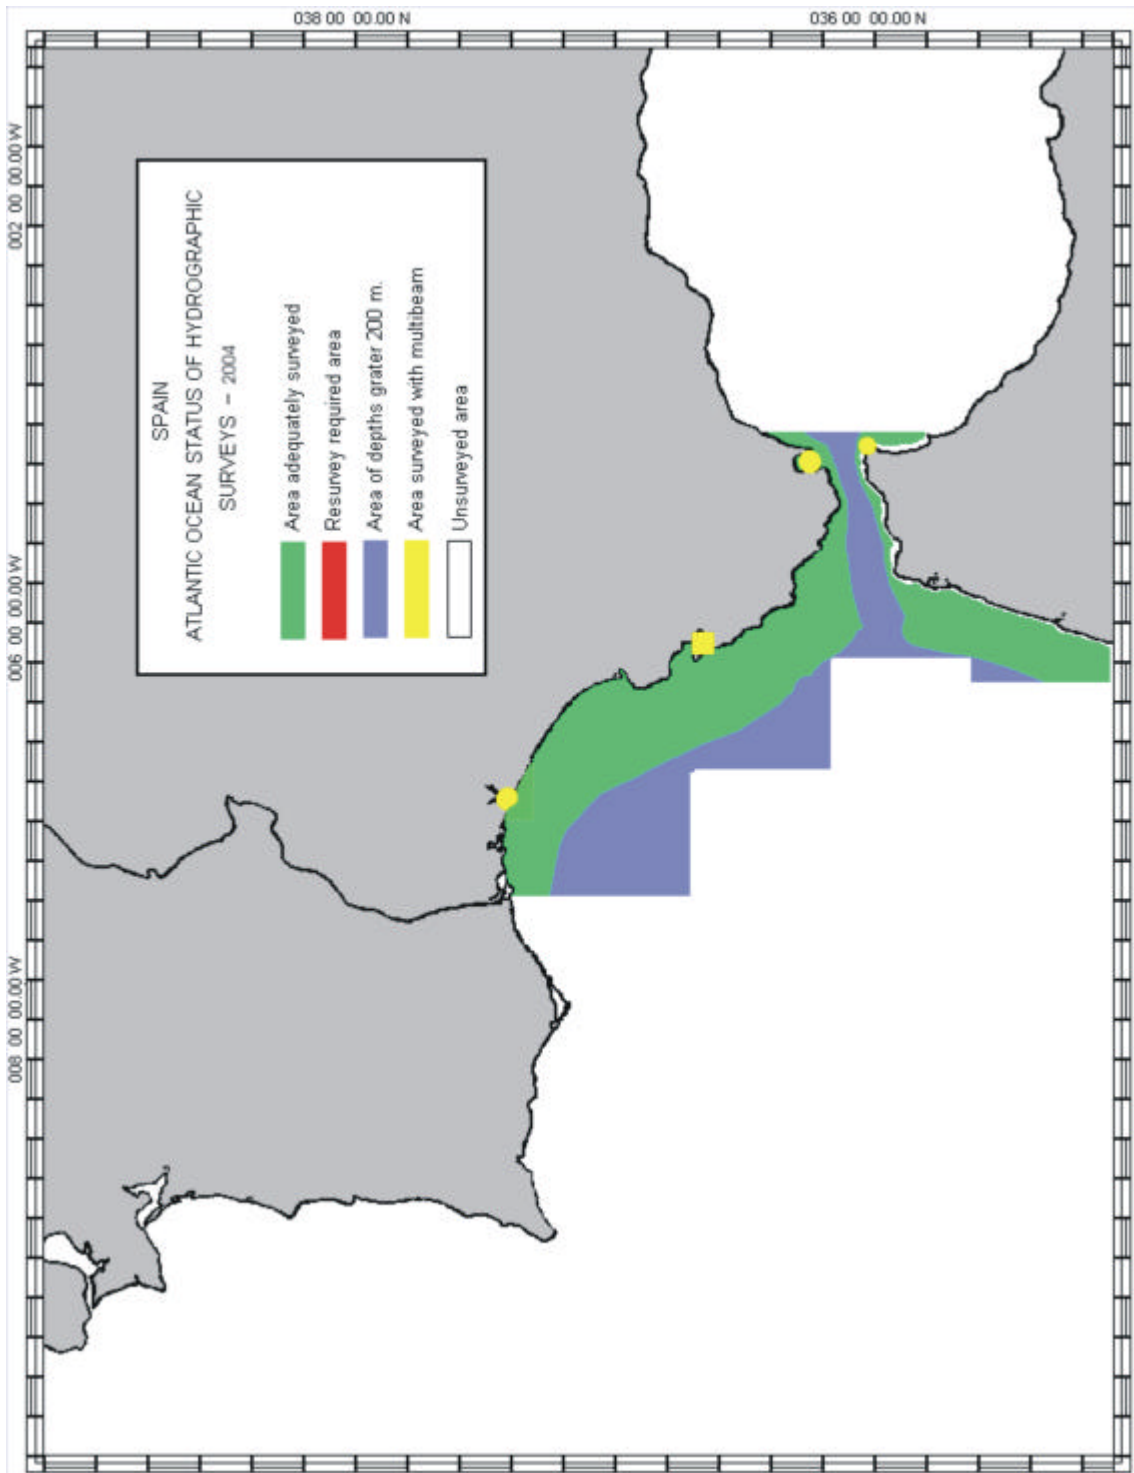 038 00 00.00 N
036 00 00.00 N
002 00 00.00 W
006 00 00.00 W
008 00 00.00 W
SPAIN
ATLANTIC OCEAN STATUS OF HYDROGRAPHIC
SURVEYS - 2004
Area adequately surveyed
Resurvey required area
Area of depths grater 200 m.
Area surveyed with multibeam
Unsurveyed area